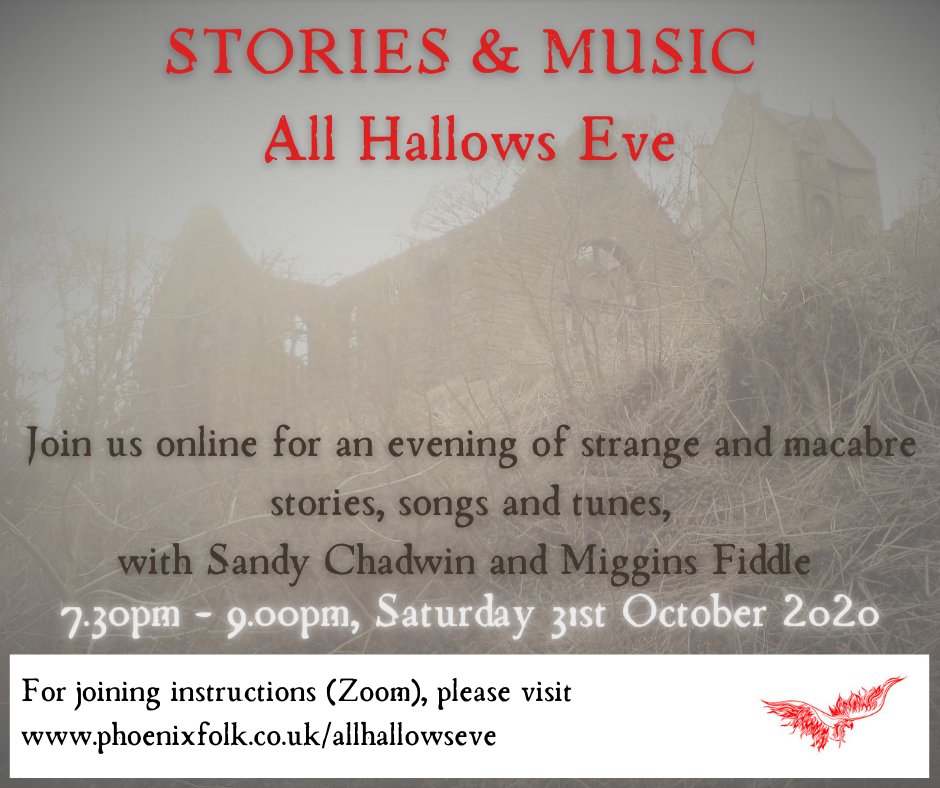 STORIES & MUSIC
All Hallows Eve
Join us online for an evening of strange and macabre
stories, songs and tunes,
with Sandy Chadwin and Miggins Fiddle
7.30pm - 9.00pm, Saturday 31st October 2020
For joining instructions (Zoom), please visit
www.phoenixfolk.co.uk/allhallowseve